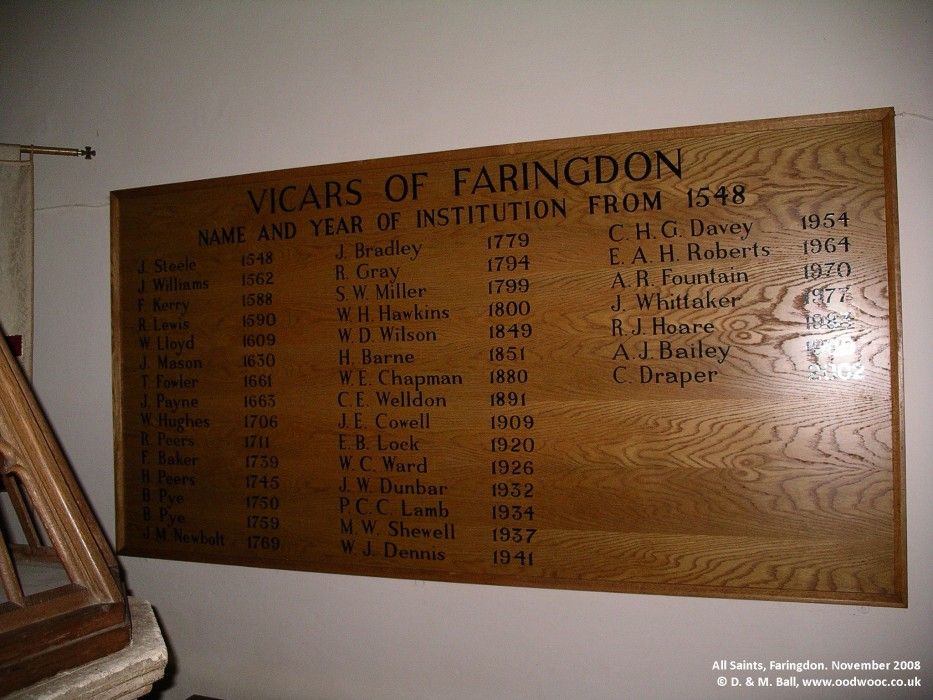 VICARS OF FARINGDON
NAME AND YEAR OF INSTITUTION FROM 1548
J. Steele 1548
J. Williams 1562
F. Kerry 1588
R. Lewis 1590
W. Lloyd 1609
J. Mason 1630
T. Fowler 1661
J. Payne 1663
W. Hughes 1706
R. Peers 1711
F. Baker 1739
H. Peers 1745
B. Pye 1750
B. Pye 1759
J. M. Newbolt 1769
J. Bradley 1779
R. Gray 1794
S. W. Miller 1799
W. H. Hawkins 1800
W. D. Wilson 1849
H. Barne 1851
W. E. Chapman 1880
C. E. Welldon 1891
J. E. Cowell 1909
E. B. Lock 1920
W. C. Ward 1926
J. W. Dunbar 1932
P. C. C. Lamb 1934
M. W. Shewell 1937
W. J. Dennis 1941
C. H. G. Davey 1954
E. A. H. Roberts 1964
A. R. Fountain 1970
J. Whittaker 1977
R. J. Hoare
A. J. Bailey
C. Draper
All Saints, Faringdon. November 2008
© D. & M. Ball, www.oodwooc.co.uk